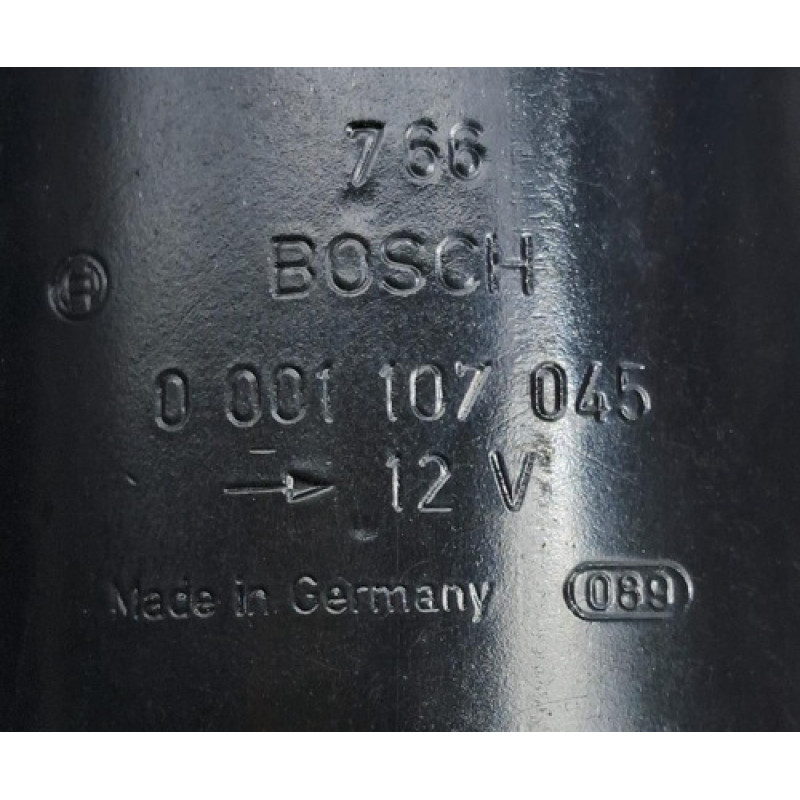 766
BOSCH
0 001 107 045
→ 12 V
Made in Germany 089